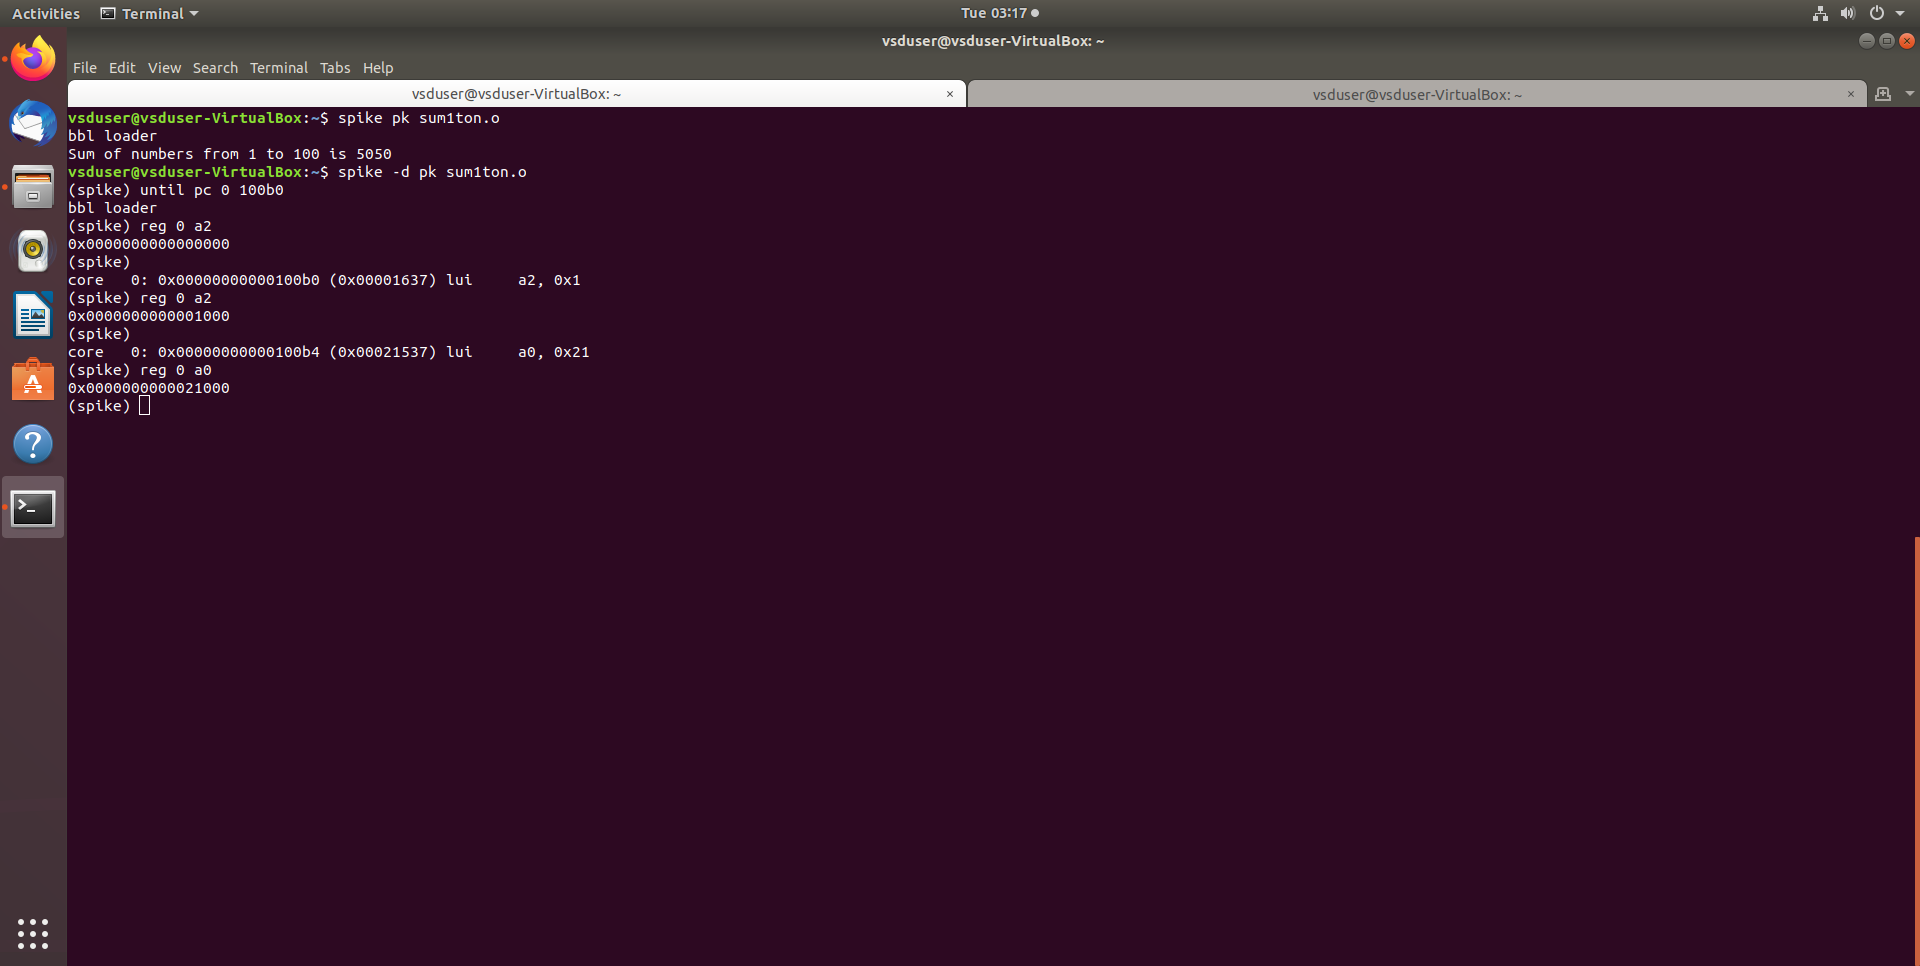 Activities Terminal Tue 03:17
vsduser@vsduser-VirtualBox: ~
File Edit View Search Terminal Tabs Help
vsduser@vsduser-VirtualBox: ~ × vsduser@vsduser-VirtualBox: ~ ×
vsduser@vsduser-VirtualBox:~$ spike pk sum1ton.o
bbl loader
Sum of numbers from 1 to 100 is 5050
vsduser@vsduser-VirtualBox:~$ spike -d pk sum1ton.o
(spike) until pc 0 100b0
bbl loader
(spike) reg 0 a2
0x0000000000000000
(spike)
core   0: 0x00000000000100b0 (0x00001637) lui     a2, 0x1
(spike) reg 0 a2
0x0000000000001000
(spike)
core   0: 0x00000000000100b4 (0x00021537) lui     a0, 0x21
(spike) reg 0 a0
0x0000000000021000
(spike)